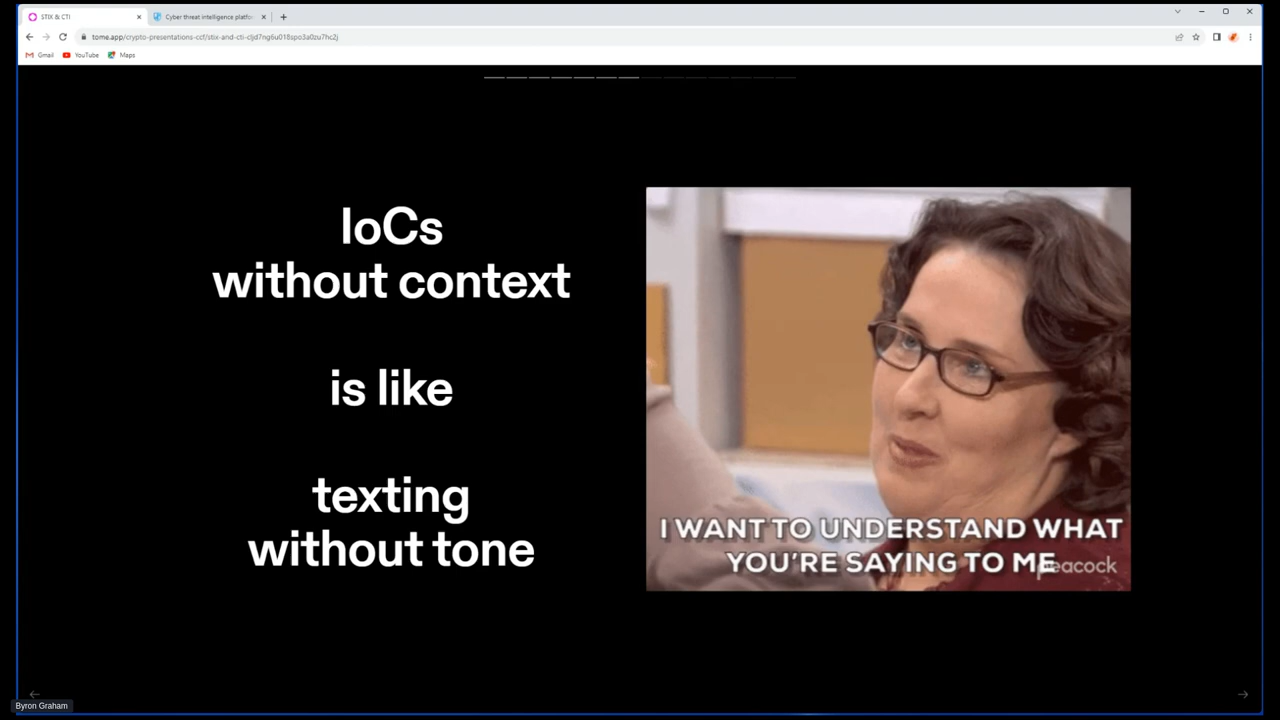 STIX & CTI
Cyber threat intelligence platfo
tome.app/crypto-presentations-ccf/stix-and-cti-cljd7ng6u018spo3a0zu7hc2j
Gmail
YouTube
Maps
IoCs
without context
is like
texting
without tone
I WANT TO UNDERSTAND WHAT
YOU'RE SAYING TO ME
peacock
Byron Graham